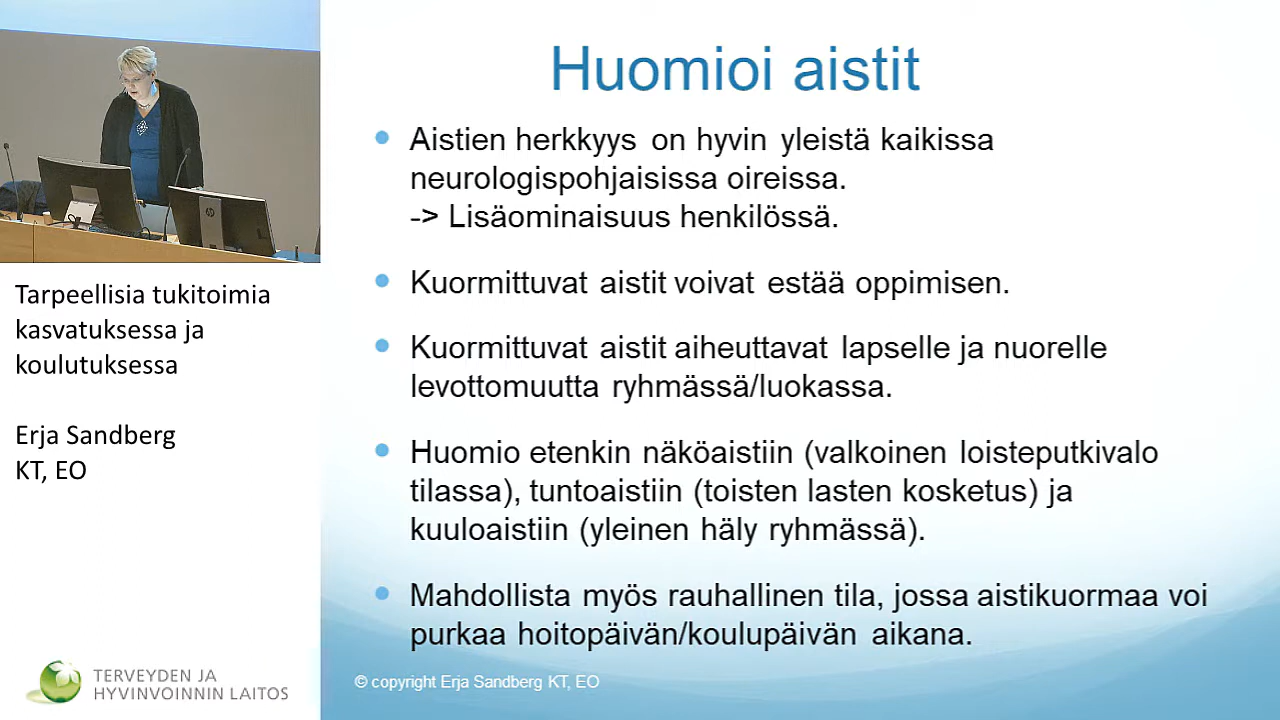 Huomioi aistit
Aistien herkkyys on hyvin yleistä kaikissa
neurologispohjaisissa oireissa.
-> Lisäominaisuus henkilössä.
Kuormittuvat aistit voivat estää oppimisen.
Kuormittuvat aistit aiheuttavat lapselle ja nuorelle
levottomuutta ryhmässä/luokassa.
Huomio etenkin näköaistiin (valkoinen loisteputkivalo
tilassa), tuntoaistiin (toisten lasten kosketus) ja
kuuloaistiin (yleinen häly ryhmässä).
Mahdollista myös rauhallinen tila, jossa aistikuormaa voi
purkaa hoitopäivän/koulupäivän aikana.
© copyright Erja Sandberg KT, EO
Tarpeellisia tukitoimia
kasvatuksessa ja
koulutuksessa
Erja Sandberg
KT, EO
TERVEYDEN JA
HYVINVOINNIN LAITOS
hp